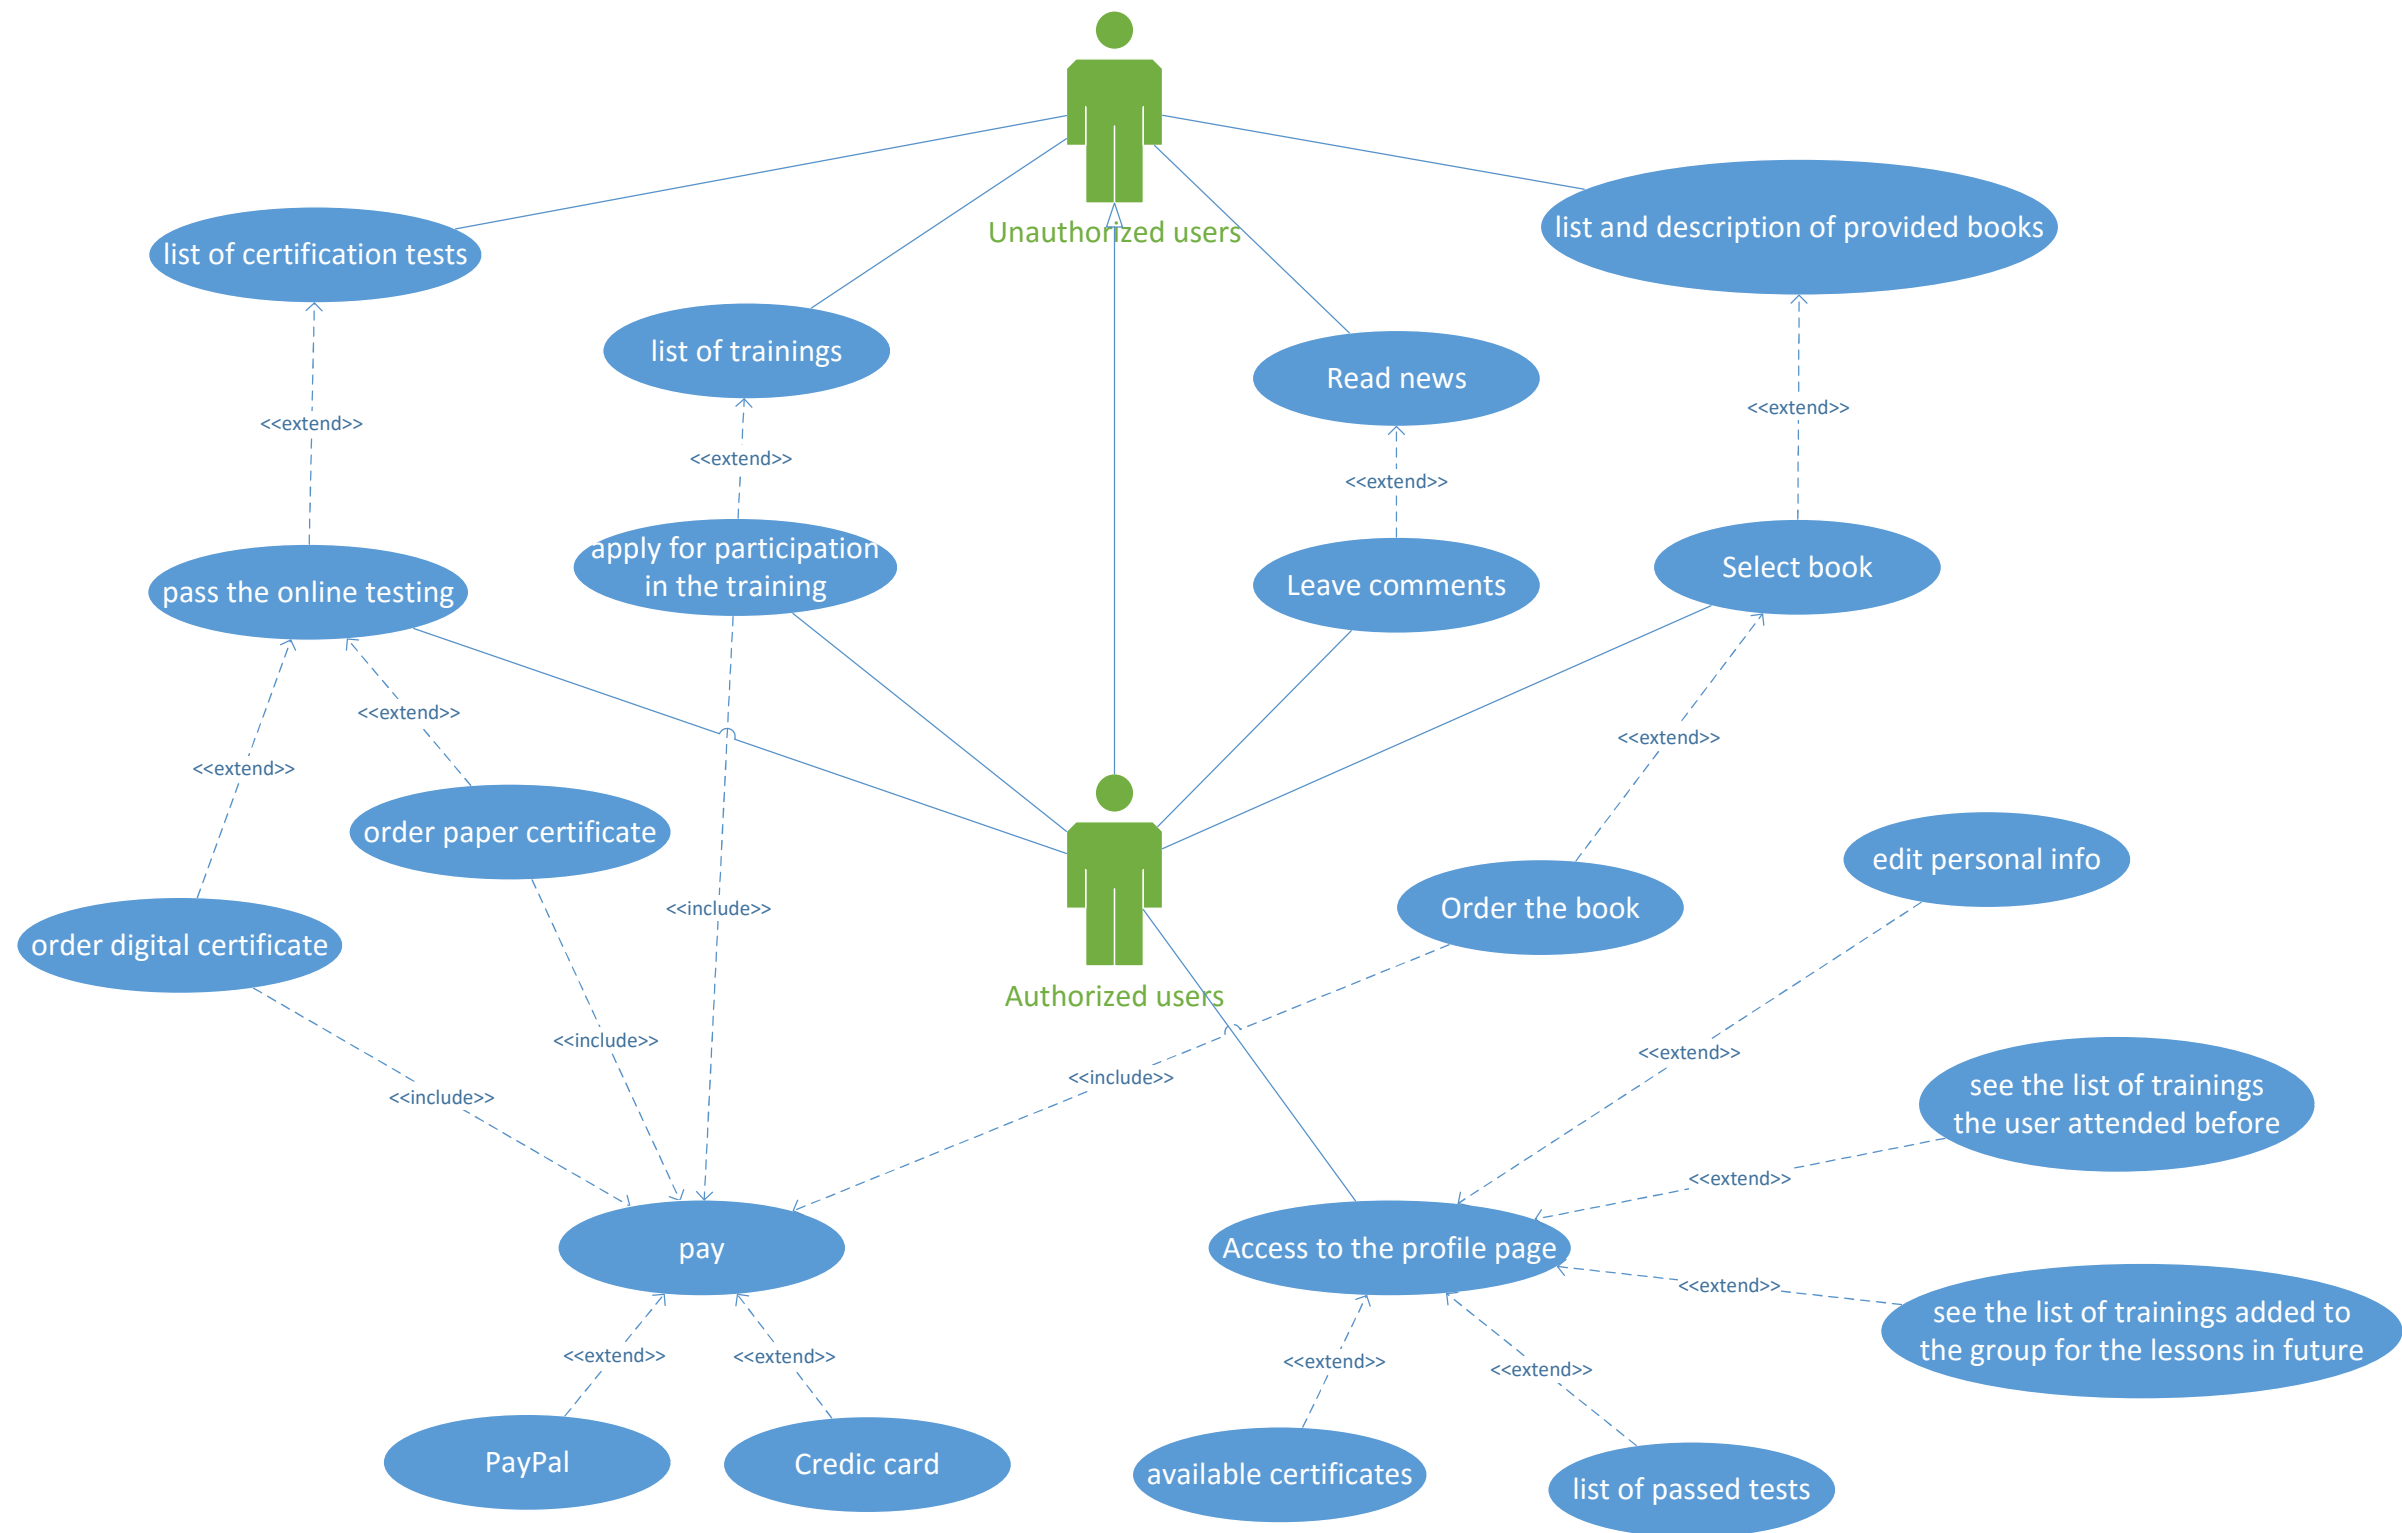 Unauthorized users
list of certification tests
list and description of provided books
list of trainings
Read news
<<extend>>
<<extend>>
<<extend>>
<<extend>>
apply for participation
in the training
Select book
pass the online testing
Leave comments
<<extend>>
<<extend>>
<<extend>>
order paper certificate
edit personal info
<<include>>
Order the book
order digital certificate
Authorized users
<<include>>
<<extend>>
<<include>>
<<include>>
see the list of trainings
the user attended before
<<extend>>
pay
Access to the profile page
<<extend>>
see the list of trainings added to
the group for the lessons in future
<<extend>>
<<extend>>
<<extend>>
<<extend>>
PayPal
Credic card
available certificates
list of passed tests